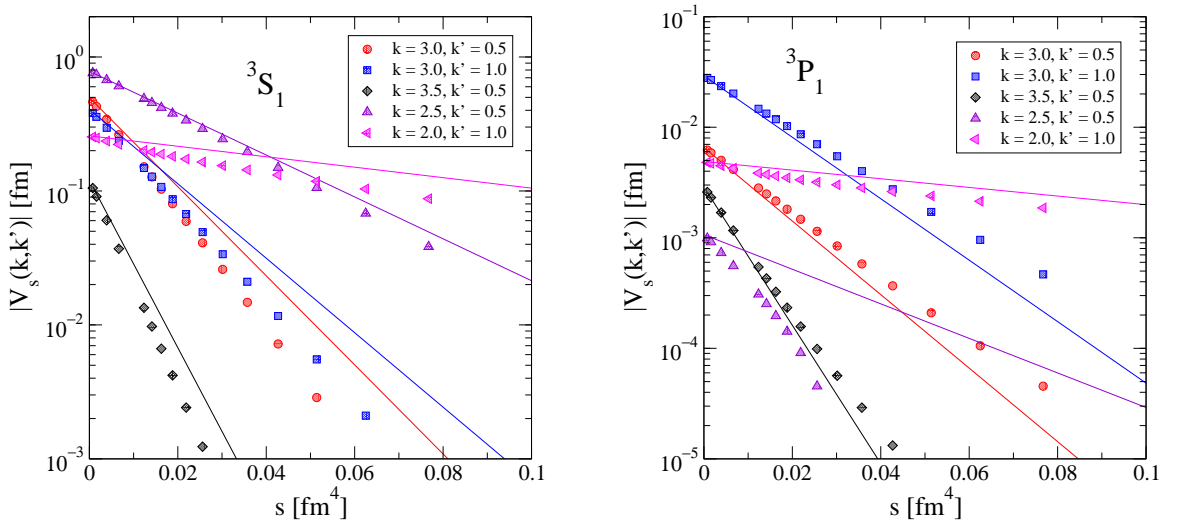 k = 3.0, k' = 0.5
k = 3.0, k' = 1.0
k = 3.5, k' = 0.5
k = 2.5, k' = 0.5
k = 2.0, k' = 1.0
³S₁
|Vₛ(k,k')| [fm]
10⁰
10⁻¹
10⁻²
10⁻³
0 0.02 0.04 0.06 0.08 0.1
s [fm⁴]
k = 3.0, k' = 0.5
k = 3.0, k' = 1.0
k = 3.5, k' = 0.5
k = 2.5, k' = 0.5
k = 2.0, k' = 1.0
³P₁
|Vₛ(k,k')| [fm]
10⁻¹
10⁻²
10⁻³
10⁻⁴
10⁻⁵
0 0.02 0.04 0.06 0.08 0.1
s [fm⁴]